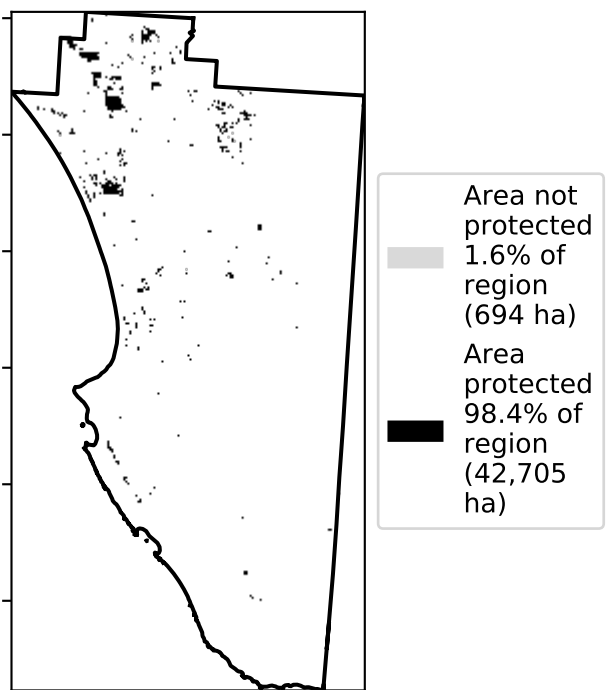 Area not
protected
1.6% of
region
(694 ha)
Area
protected
98.4% of
region
(42,705
ha)